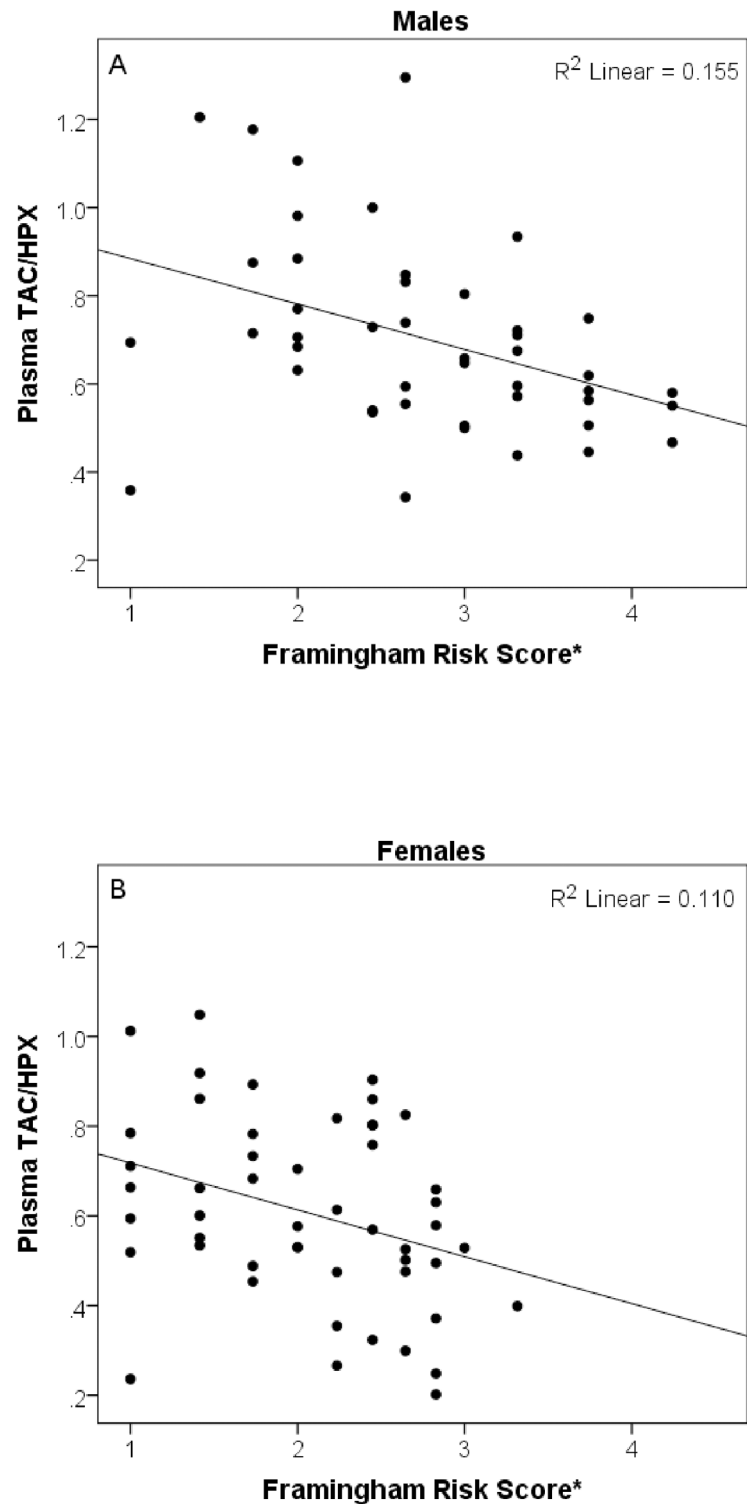 Males
A
R² Linear = 0.155
1.2
1.0
.8
.6
.4
.2
Plasma TAC/HPX
1 2 3 4
Framingham Risk Score*
Females
B
R² Linear = 0.110
1.2
1.0
.8
.6
.4
.2
Plasma TAC/HPX
1 2 3 4
Framingham Risk Score*